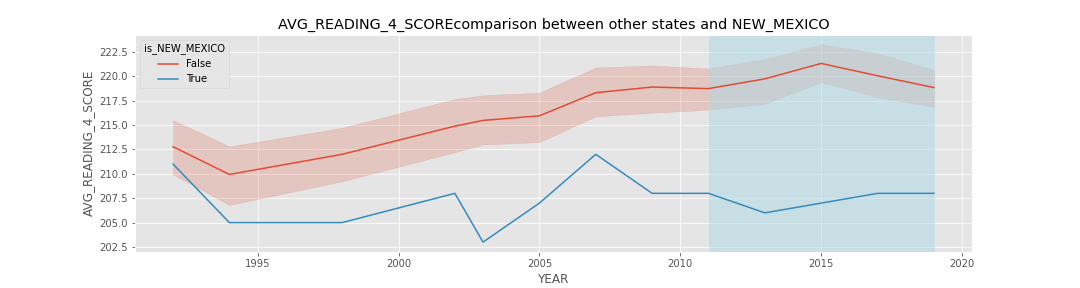 AVG_READING_4_SCOREcomparison between other states and NEW_MEXICO
is_NEW_MEXICO
False
True
AVG_READING_4_SCORE
222.5
220.0
217.5
215.0
212.5
210.0
207.5
205.0
202.5
1995 2000 2005 2010 2015 2020
YEAR